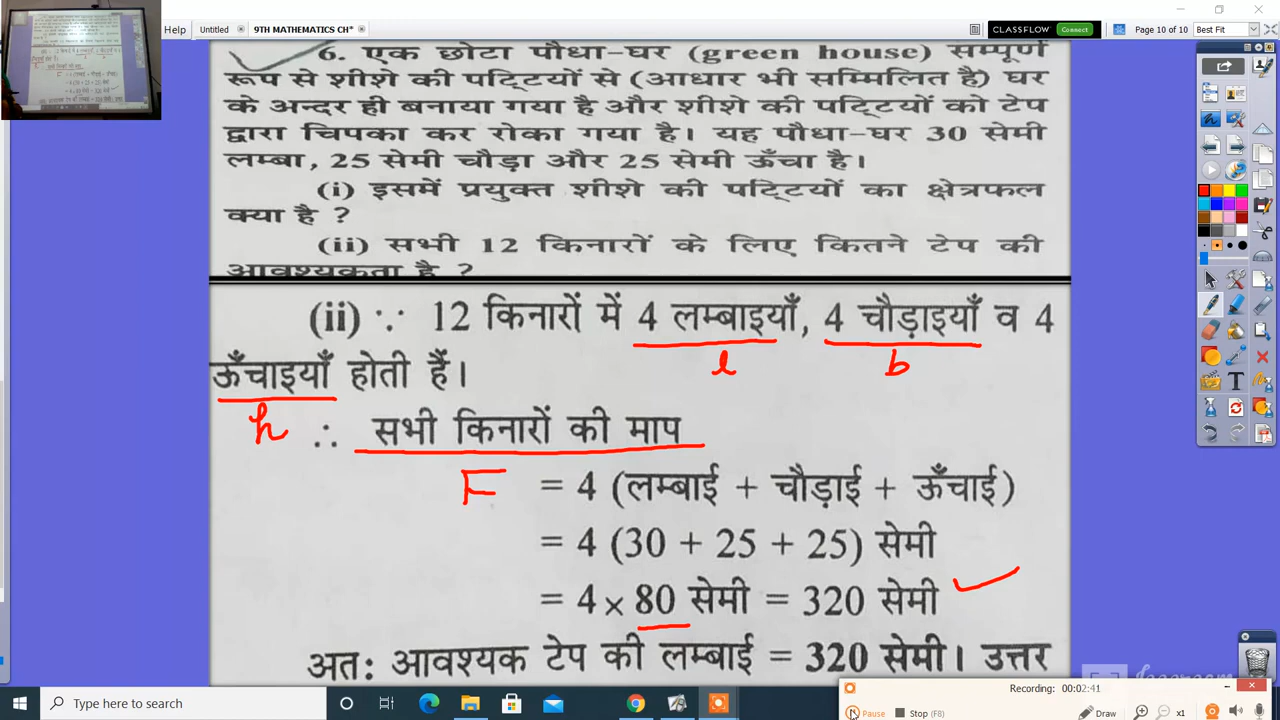 Help
Untitled
9TH MATHEMATICS CH*
CLASSFLOW
Connect
Page 10 of 10
Best Fit
6. एक छोटा पौधा-घर (green house) सम्पूर्ण
रूप से शीशे की पट्टियों से (आधार भी सम्मिलित है) घर
के अन्दर ही बनाया गया है और शीशे की पट्टियों को टेप
द्वारा चिपका कर रोका गया है। यह पौधा-घर 30 सेमी
लम्बा, 25 सेमी चौड़ा और 25 सेमी ऊँचा है।
(i) इसमें प्रयुक्त शीशे की पट्टियों का क्षेत्रफल
क्या है ?
(ii) सभी 12 किनारों के लिए कितने टेप की
आवश्यकता है ?
(ii) ∵ 12 किनारों में 4 लम्बाइयाँ, 4 चौड़ाइयाँ व 4
l b
ऊँचाइयाँ होती हैं।
h ∴ सभी किनारों की माप
F = 4 (लम्बाई + चौड़ाई + ऊँचाई)
= 4 (30 + 25 + 25) सेमी
= 4 × 80 सेमी = 320 सेमी
अत: आवश्यक टेप की लम्बाई = 320 सेमी। उत्तर
Recording: 00:02:41
Pause
Stop (F8)
Draw
x1
Type here to search